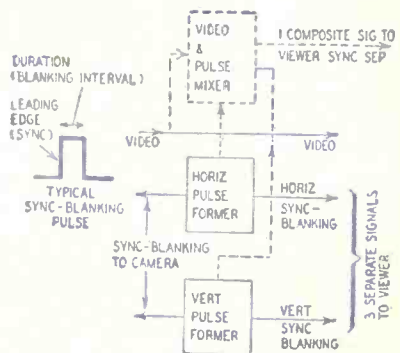 DURATION
(BLANKING INTERVAL)
LEADING
EDGE
(SYNC)
TYPICAL
SYNC-BLANKING
PULSE
VIDEO
&
PULSE
MIXER
1 COMPOSITE SIG TO
VIEWER SYNC SEP
VIDEO
VIDEO
HORIZ
PULSE
FORMER
HORIZ
SYNC-
BLANKING
SYNC-BLANKING
TO CAMERA
VERT
PULSE
FORMER
VERT
SYNC
BLANKING
3 SEPARATE SIGNALS
TO VIEWER